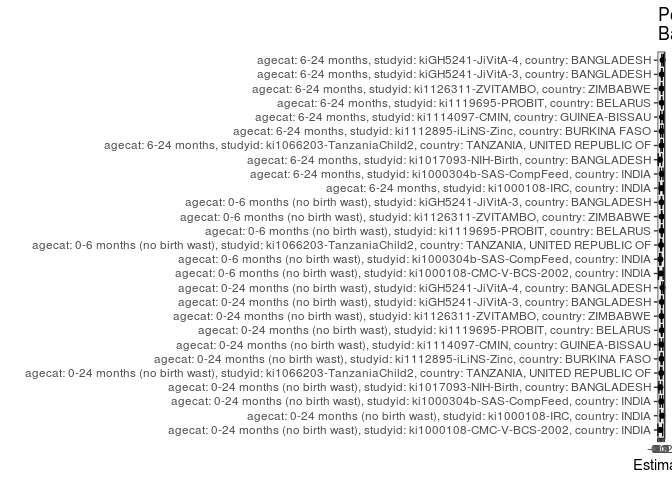 Po
Ba
agecat: 6-24 months, studyid: kiGH5241-JiVitA-4, country: BANGLADESH
agecat: 6-24 months, studyid: kiGH5241-JiVitA-3, country: BANGLADESH
agecat: 6-24 months, studyid: ki1126311-ZVITAMBO, country: ZIMBABWE
agecat: 6-24 months, studyid: ki1119695-PROBIT, country: BELARUS
agecat: 6-24 months, studyid: ki1114097-CMIN, country: GUINEA-BISSAU
agecat: 6-24 months, studyid: ki1112895-iLiNS-Zinc, country: BURKINA FASO
agecat: 6-24 months, studyid: ki1066203-TanzaniaChild2, country: TANZANIA, UNITED REPUBLIC OF
agecat: 6-24 months, studyid: ki1017093-NIH-Birth, country: BANGLADESH
agecat: 6-24 months, studyid: ki1000304b-SAS-CompFeed, country: INDIA
agecat: 6-24 months, studyid: ki1000108-IRC, country: INDIA
agecat: 0-6 months (no birth wast), studyid: kiGH5241-JiVitA-3, country: BANGLADESH
agecat: 0-6 months (no birth wast), studyid: ki1126311-ZVITAMBO, country: ZIMBABWE
agecat: 0-6 months (no birth wast), studyid: ki1119695-PROBIT, country: BELARUS
agecat: 0-6 months (no birth wast), studyid: ki1066203-TanzaniaChild2, country: TANZANIA, UNITED REPUBLIC OF
agecat: 0-6 months (no birth wast), studyid: ki1000304b-SAS-CompFeed, country: INDIA
agecat: 0-6 months (no birth wast), studyid: ki1000108-CMC-V-BCS-2002, country: INDIA
agecat: 0-24 months (no birth wast), studyid: kiGH5241-JiVitA-4, country: BANGLADESH
agecat: 0-24 months (no birth wast), studyid: kiGH5241-JiVitA-3, country: BANGLADESH
agecat: 0-24 months (no birth wast), studyid: ki1126311-ZVITAMBO, country: ZIMBABWE
agecat: 0-24 months (no birth wast), studyid: ki1119695-PROBIT, country: BELARUS
agecat: 0-24 months (no birth wast), studyid: ki1114097-CMIN, country: GUINEA-BISSAU
agecat: 0-24 months (no birth wast), studyid: ki1112895-iLiNS-Zinc, country: BURKINA FASO
agecat: 0-24 months (no birth wast), studyid: ki1066203-TanzaniaChild2, country: TANZANIA, UNITED REPUBLIC OF
agecat: 0-24 months (no birth wast), studyid: ki1017093-NIH-Birth, country: BANGLADESH
agecat: 0-24 months (no birth wast), studyid: ki1000304b-SAS-CompFeed, country: INDIA
agecat: 0-24 months (no birth wast), studyid: ki1000108-IRC, country: INDIA
agecat: 0-24 months (no birth wast), studyid: ki1000108-CMC-V-BCS-2002, country: INDIA
Estima